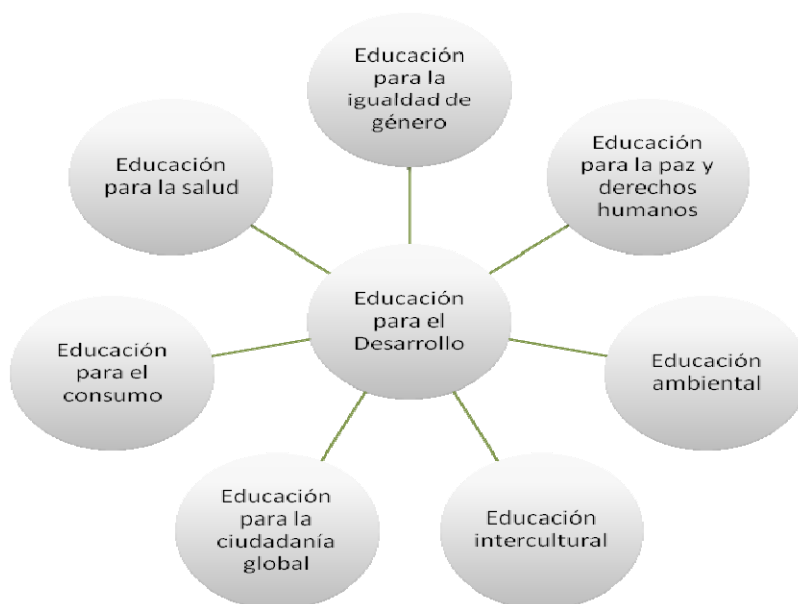 Educación
para la
igualdad de
género
Educación
para la paz y
derechos
humanos
Educación
ambiental
Educación
intercultural
Educación
para la
ciudadanía
global
Educación
para el
consumo
Educación
para la salud
Educación
para el
Desarrollo